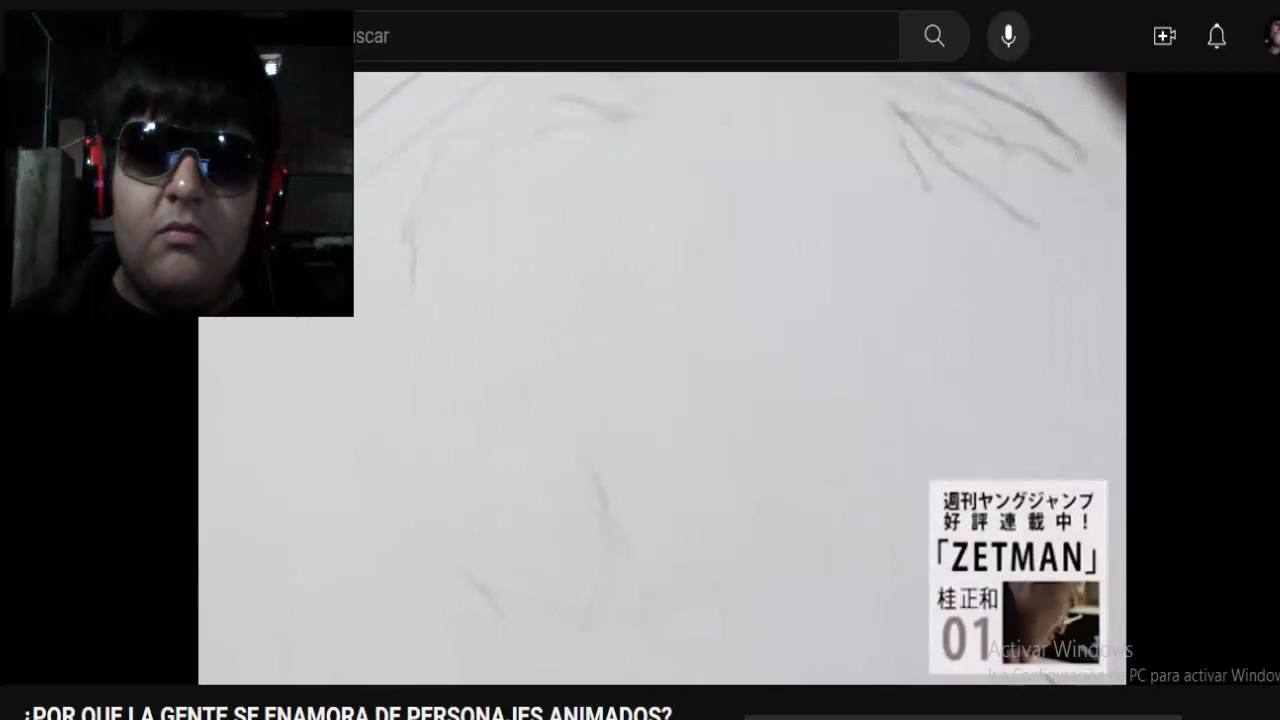 scar
週刊ヤングジャンプ
好評連載中！
「ZETMAN」
桂正和
01
Activar Windows
PC para activar Window
¿POR QUE LA GENTE SE ENAMORA DE PERSONAJES ANIMADOS?